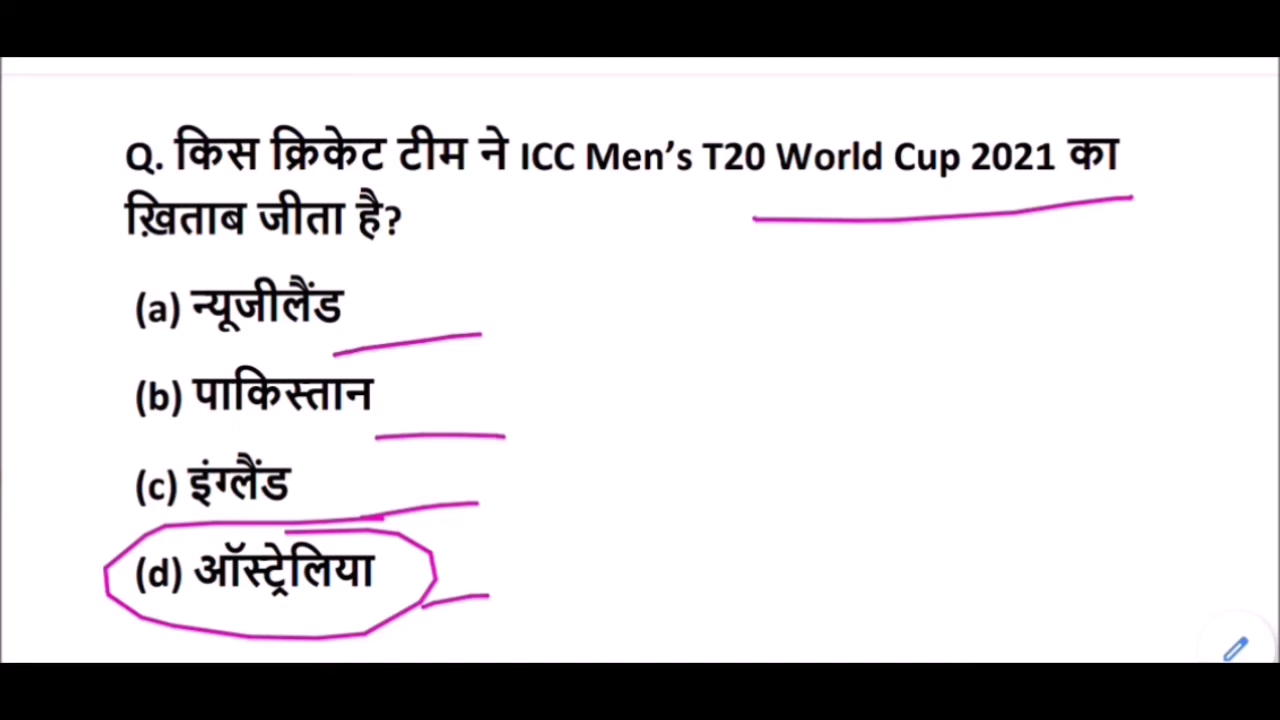 Q. किस क्रिकेट टीम ने ICC Men’s T20 World Cup 2021 का
ख़िताब जीता है?
(a) न्यूजीलैंड
(b) पाकिस्तान
(c) इंग्लैंड
(d) ऑस्ट्रेलिया